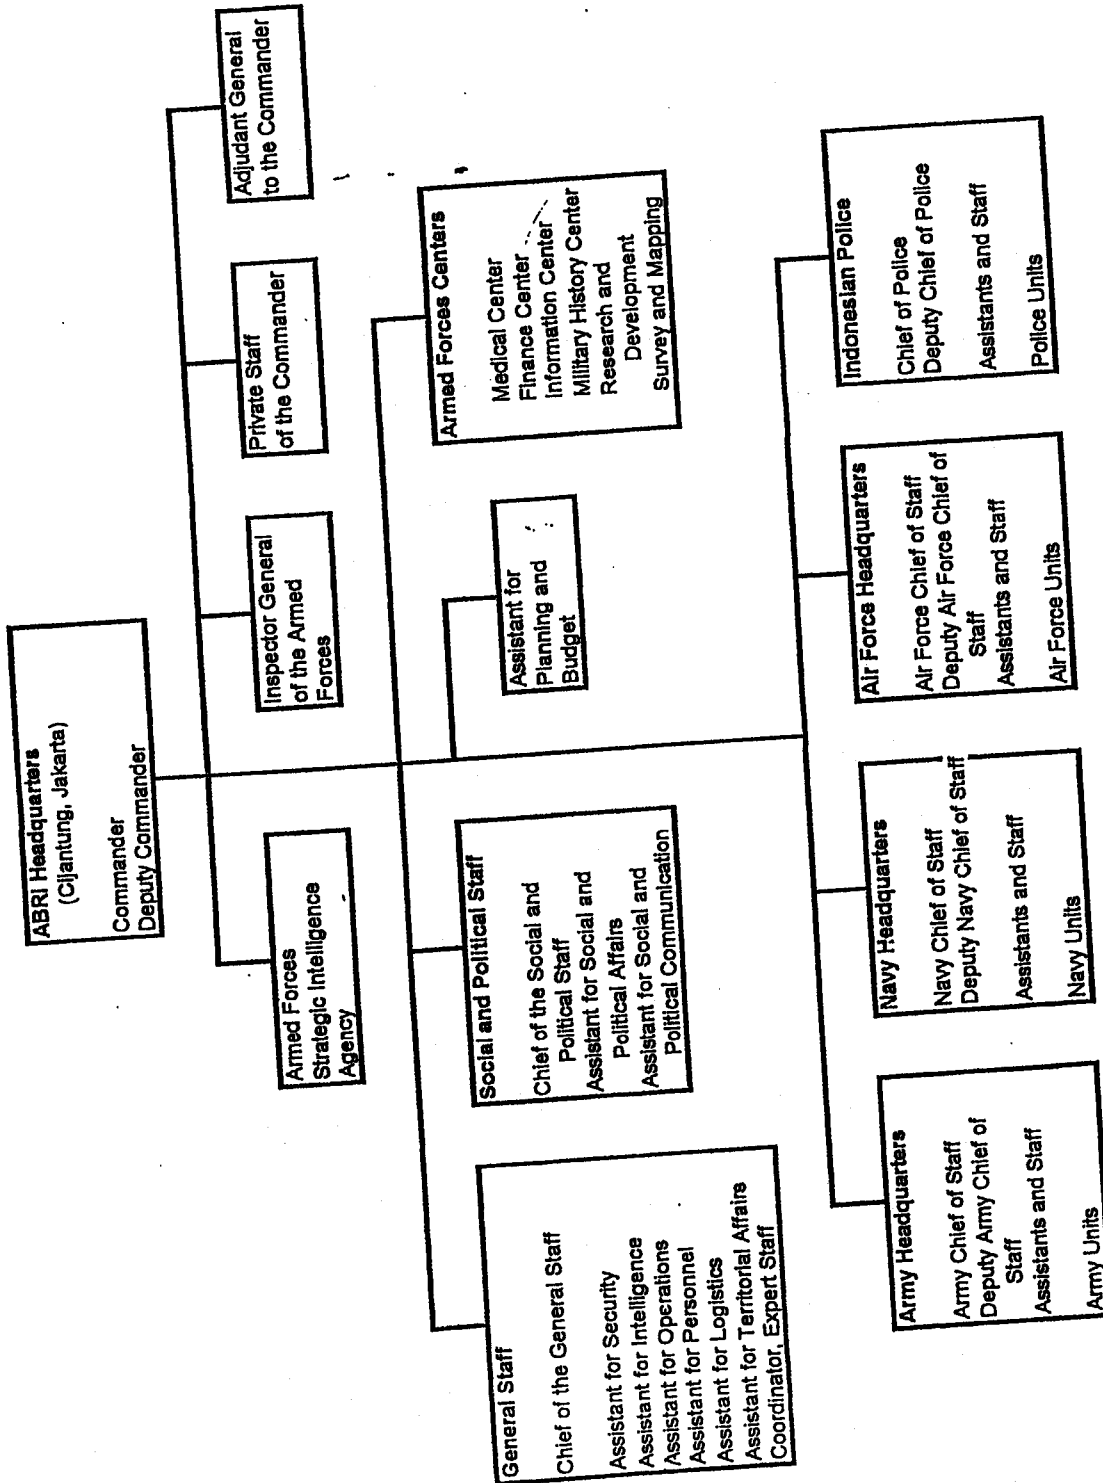 ABRI Headquarters
(Cijantung, Jakarta)
Commander
Deputy Commander
Armed Forces
Strategic Intelligence
Agency
Inspector General
of the Armed
Forces
Private Staff
of the Commander
Adjudant General
to the Commander
General Staff
Chief of the General Staff
Assistant for Security
Assistant for Intelligence
Assistant for Operations
Assistant for Personnel
Assistant for Logistics
Assistant for Territorial Affairs
Coordinator, Expert Staff
Social and Political Staff
Chief of the Social and
Political Staff
Assistant for Social and
Political Affairs
Assistant for Social and
Political Communication
Assistant for
Planning and
Budget
Armed Forces Centers
Medical Center
Finance Center
Information Center
Military History Center
Research and
Development
Survey and Mapping
Army Headquarters
Army Chief of Staff
Deputy Army Chief of
Staff
Assistants and Staff
Army Units
Navy Headquarters
Navy Chief of Staff
Deputy Navy Chief of Staff
Assistants and Staff
Navy Units
Air Force Headquarters
Air Force Chief of Staff
Deputy Air Force Chief of
Staff
Assistants and Staff
Air Force Units
Indonesian Police
Chief of Police
Deputy Chief of Police
Assistants and Staff
Police Units